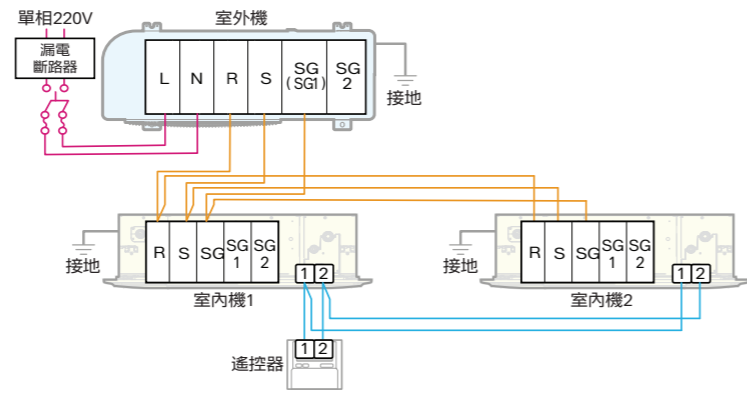 單相220V
漏電
斷路器
室外機
L N R S SG (SG1) SG 2
接地
接地
R S SG SG 1 SG 2
1 2
室內機1
接地
R S SG SG 1 SG 2
1 2
室內機2
遙控器
1 2